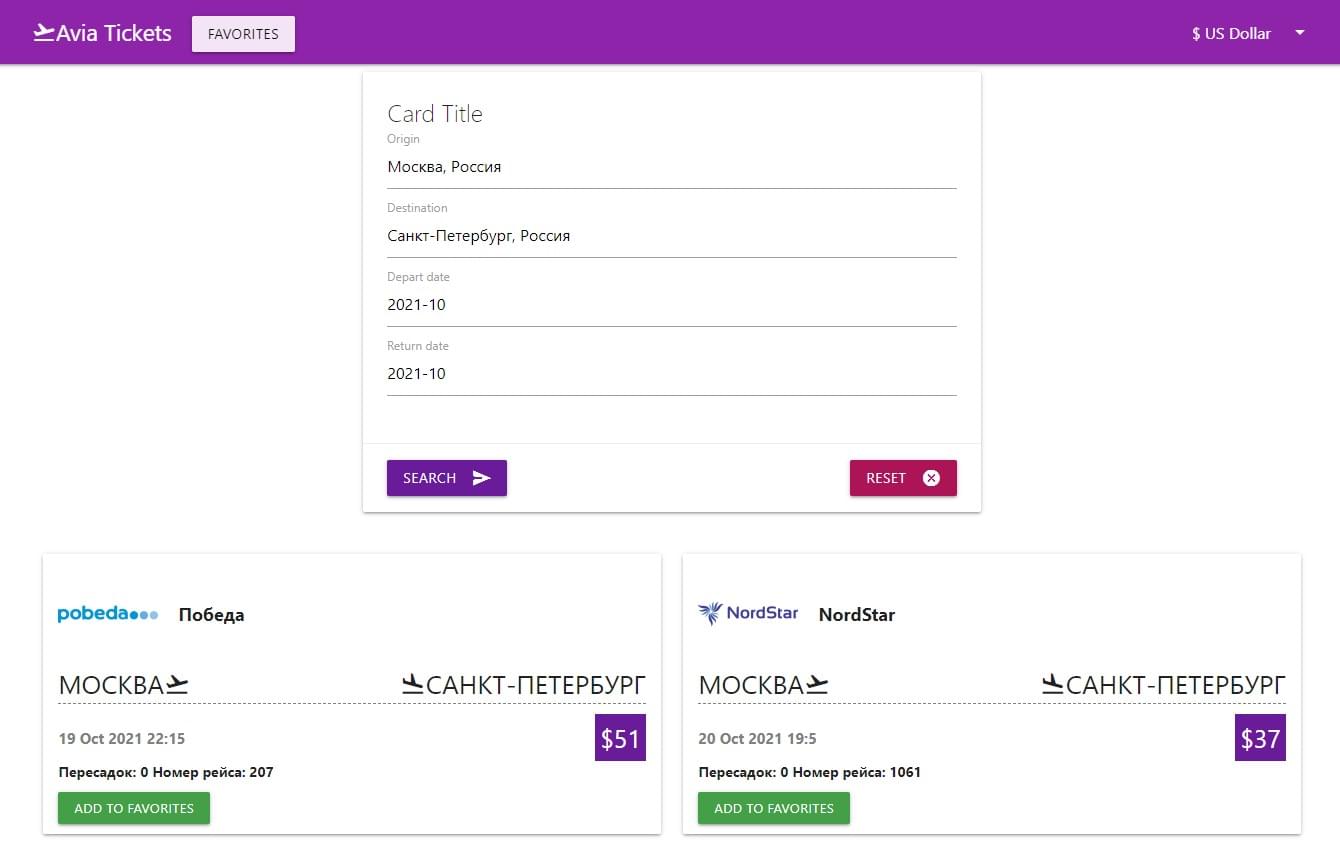 Avia Tickets FAVORITES $ US Dollar
Card Title
Origin
Москва, Россия
Destination
Санкт-Петербург, Россия
Depart date
2021-10
Return date
2021-10
SEARCH RESET
pobeda Победа
МОСКВА САНКТ-ПЕТЕРБУРГ
19 Oct 2021 22:15 $51
Пересадок: 0 Номер рейса: 207
ADD TO FAVORITES
NordStar NordStar
МОСКВА САНКТ-ПЕТЕРБУРГ
20 Oct 2021 19:5 $37
Пересадок: 0 Номер рейса: 1061
ADD TO FAVORITES